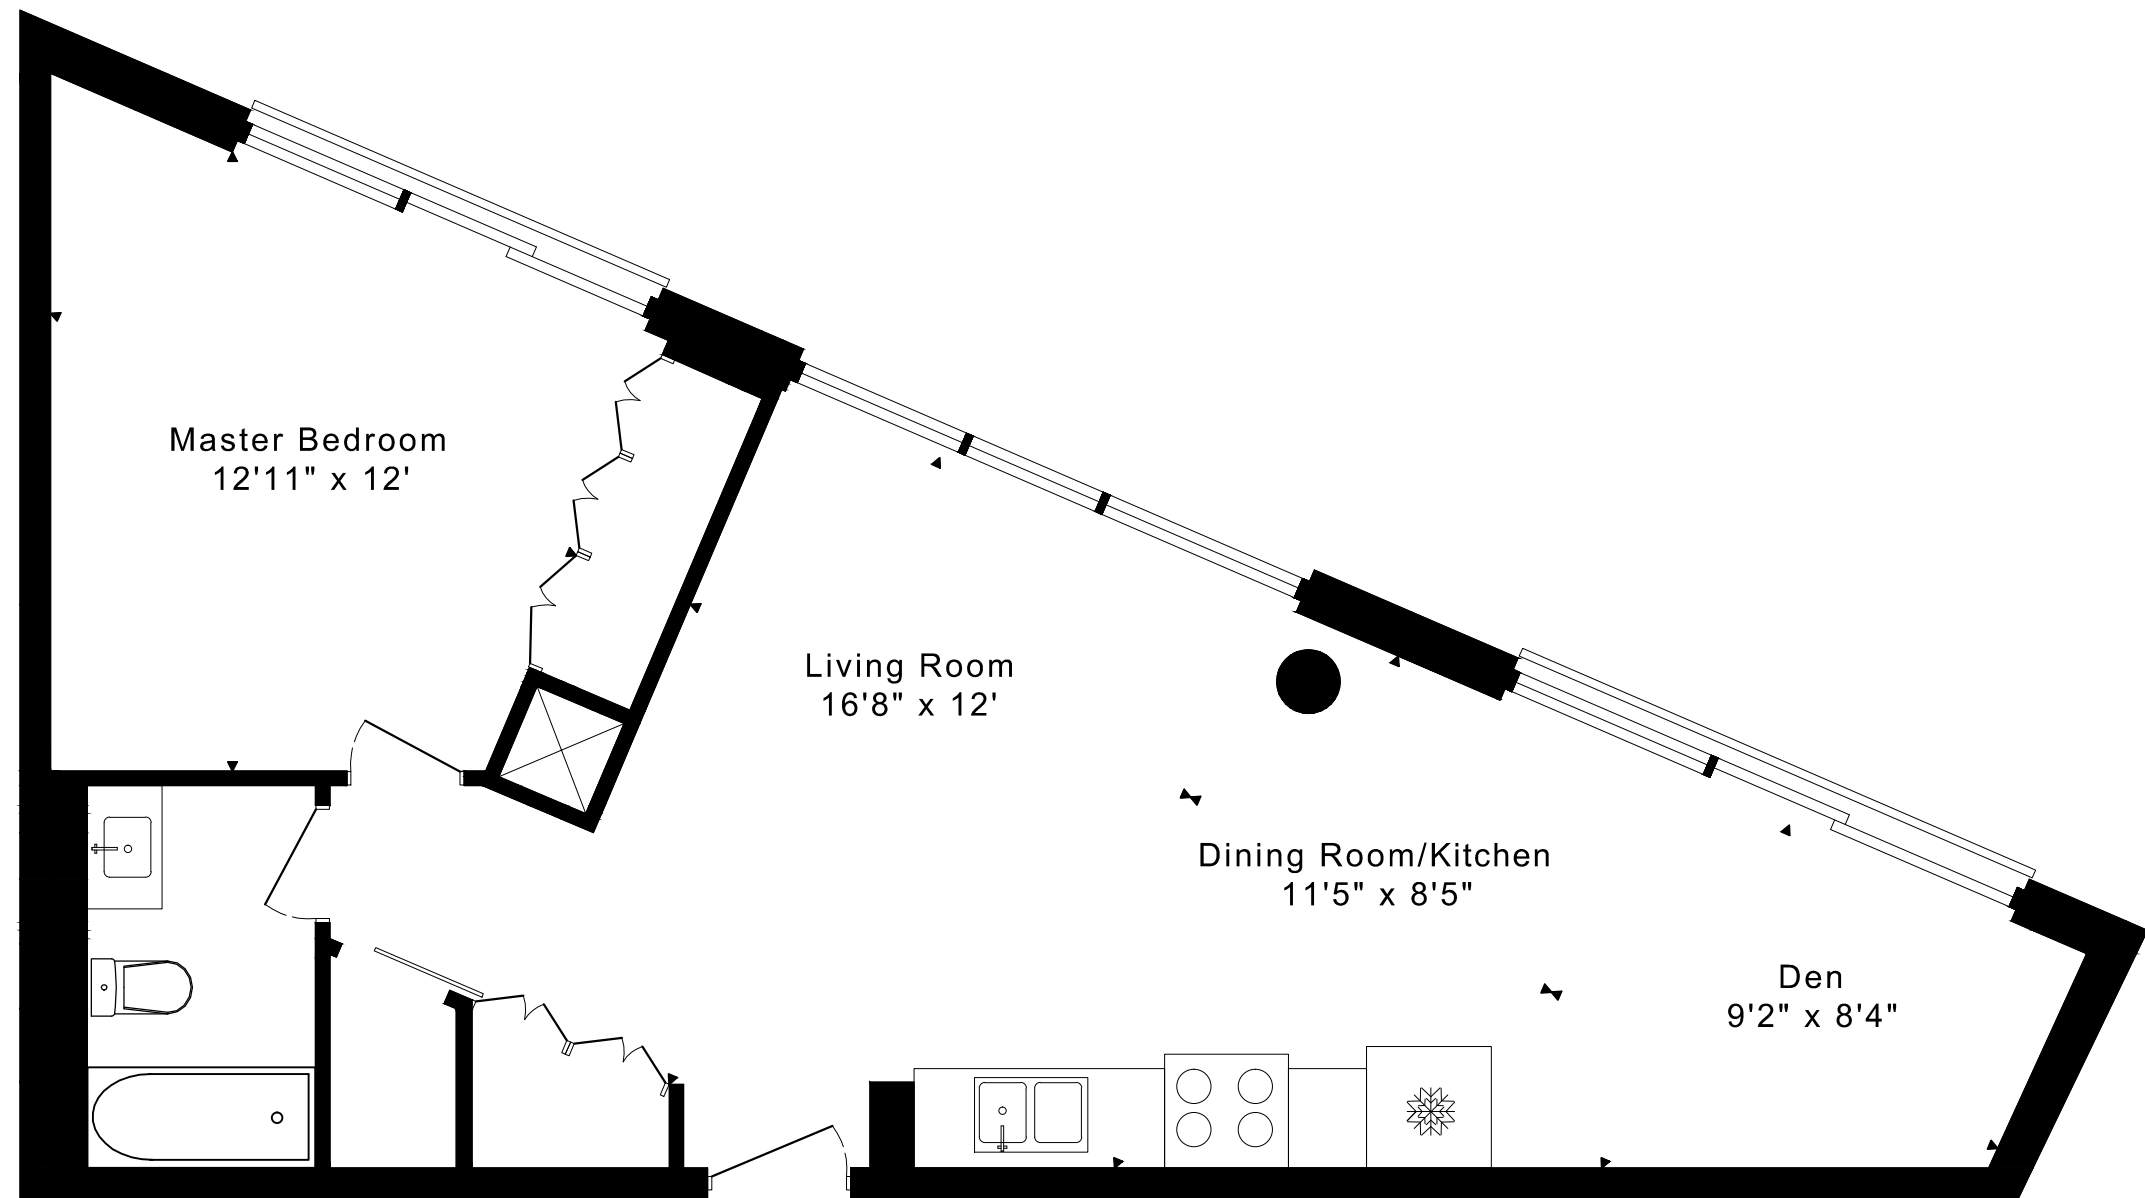 Master Bedroom
12'11" x 12'
Living Room
16'8" x 12'
Dining Room/Kitchen
11'5" x 8'5"
Den
9'2" x 8'4"